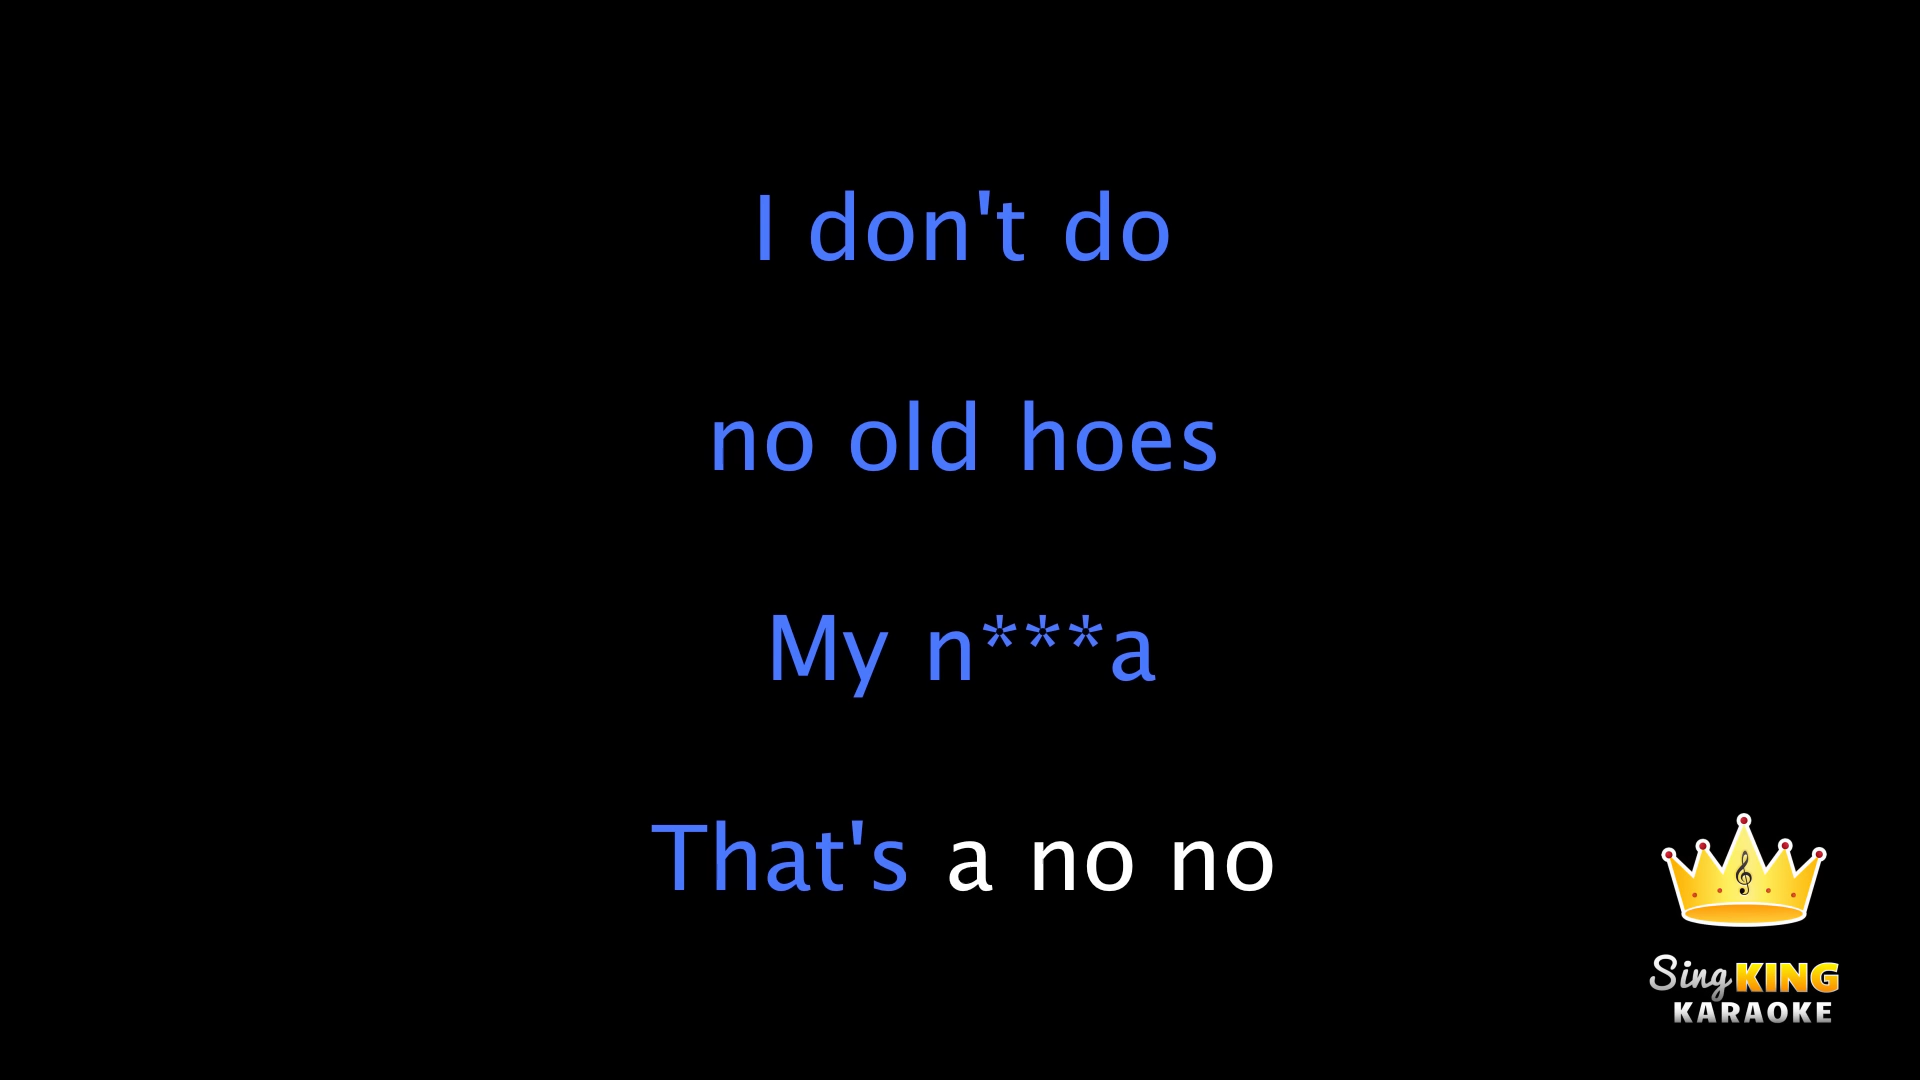 I don't do
no old hoes
My n***a
That's a no no
Sing KING
KARAOKE